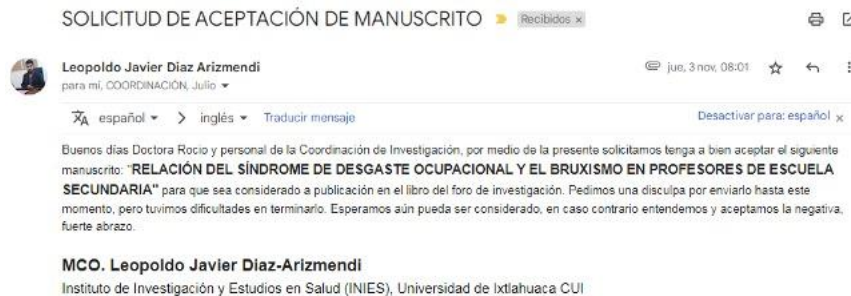 SOLICITUD DE ACEPTACIÓN DE MANUSCRITO Recibidos x
Leopoldo Javier Diaz Arizmendi jue, 3 nov, 08:01
para mí, COORDINACIÓN, Julio
español > inglés Traducir mensaje Desactivar para: español x
Buenos días Doctora Rocio y personal de la Coordinación de Investigación, por medio de la presente solicitamos tenga a bien aceptar el siguiente
manuscrito: "RELACIÓN DEL SÍNDROME DE DESGASTE OCUPACIONAL Y EL BRUXISMO EN PROFESORES DE ESCUELA
SECUNDARIA" para que sea considerado a publicación en el libro del foro de investigación. Pedimos una disculpa por enviarlo hasta este
momento, pero tuvimos dificultades en terminarlo. Esperamos aún pueda ser considerado, en caso contrario entendemos y aceptamos la negativa,
fuerte abrazo.
MCO. Leopoldo Javier Diaz-Arizmendi
Instituto de Investigación y Estudios en Salud (INIES), Universidad de Ixtlahuaca CUI